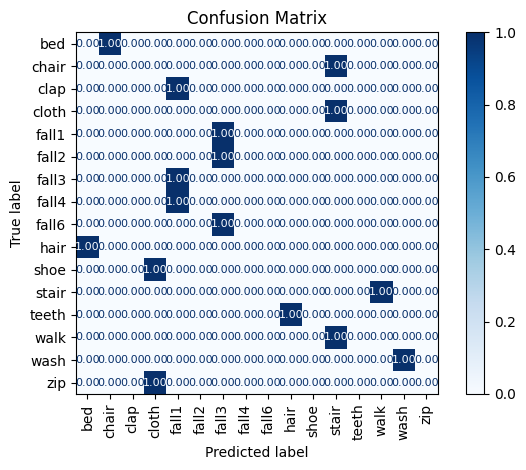 Confusion Matrix
True label
bed 0.00 1.00 0.00 0.00 0.00 0.00 0.00 0.00 0.00 0.00 0.00 0.00 0.00 0.00 0.00 0.00
chair 0.00 0.00 0.00 0.00 0.00 0.00 0.00 0.00 0.00 0.00 0.00 1.00 0.00 0.00 0.00 0.00
clap 0.00 0.00 0.00 0.00 1.00 0.00 0.00 0.00 0.00 0.00 0.00 0.00 0.00 0.00 0.00 0.00
cloth 0.00 0.00 0.00 0.00 0.00 0.00 0.00 0.00 0.00 0.00 0.00 1.00 0.00 0.00 0.00 0.00
fall1 0.00 0.00 0.00 0.00 0.00 0.00 1.00 0.00 0.00 0.00 0.00 0.00 0.00 0.00 0.00 0.00
fall2 0.00 0.00 0.00 0.00 0.00 0.00 1.00 0.00 0.00 0.00 0.00 0.00 0.00 0.00 0.00 0.00
fall3 0.00 0.00 0.00 0.00 1.00 0.00 0.00 0.00 0.00 0.00 0.00 0.00 0.00 0.00 0.00 0.00
fall4 0.00 0.00 0.00 0.00 1.00 0.00 0.00 0.00 0.00 0.00 0.00 0.00 0.00 0.00 0.00 0.00
fall6 0.00 0.00 0.00 0.00 0.00 0.00 1.00 0.00 0.00 0.00 0.00 0.00 0.00 0.00 0.00 0.00
hair 1.00 0.00 0.00 0.00 0.00 0.00 0.00 0.00 0.00 0.00 0.00 0.00 0.00 0.00 0.00 0.00
shoe 0.00 0.00 0.00 1.00 0.00 0.00 0.00 0.00 0.00 0.00 0.00 0.00 0.00 0.00 0.00 0.00
stair 0.00 0.00 0.00 0.00 0.00 0.00 0.00 0.00 0.00 0.00 0.00 0.00 0.00 1.00 0.00 0.00
teeth 0.00 0.00 0.00 0.00 0.00 0.00 0.00 0.00 0.00 1.00 0.00 0.00 0.00 0.00 0.00 0.00
walk 0.00 0.00 0.00 0.00 0.00 0.00 0.00 0.00 0.00 0.00 0.00 1.00 0.00 0.00 0.00 0.00
wash 0.00 0.00 0.00 0.00 0.00 0.00 0.00 0.00 0.00 0.00 0.00 0.00 0.00 0.00 1.00 0.00
zip 0.00 0.00 0.00 1.00 0.00 0.00 0.00 0.00 0.00 0.00 0.00 0.00 0.00 0.00 0.00 0.00
bed chair clap cloth fall1 fall2 fall3 fall4 fall6 hair shoe stair teeth walk wash zip
Predicted label
1.0
0.8
0.6
0.4
0.2
0.0